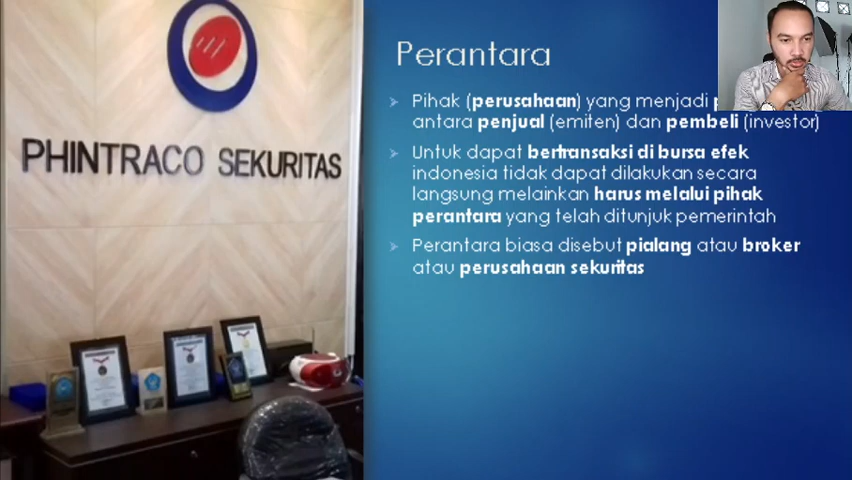 PHINTRACO SEKURITAS
Perantara
Pihak (perusahaan) yang menjadi
antara penjual (emiten) dan pembeli (investor)
Untuk dapat bertransaksi di bursa efek
indonesia tidak dapat dilakukan secara
langsung melainkan harus melalui pihak
perantara yang telah ditunjuk pemerintah
Perantara biasa disebut pialang atau broker
atau perusahaan sekuritas